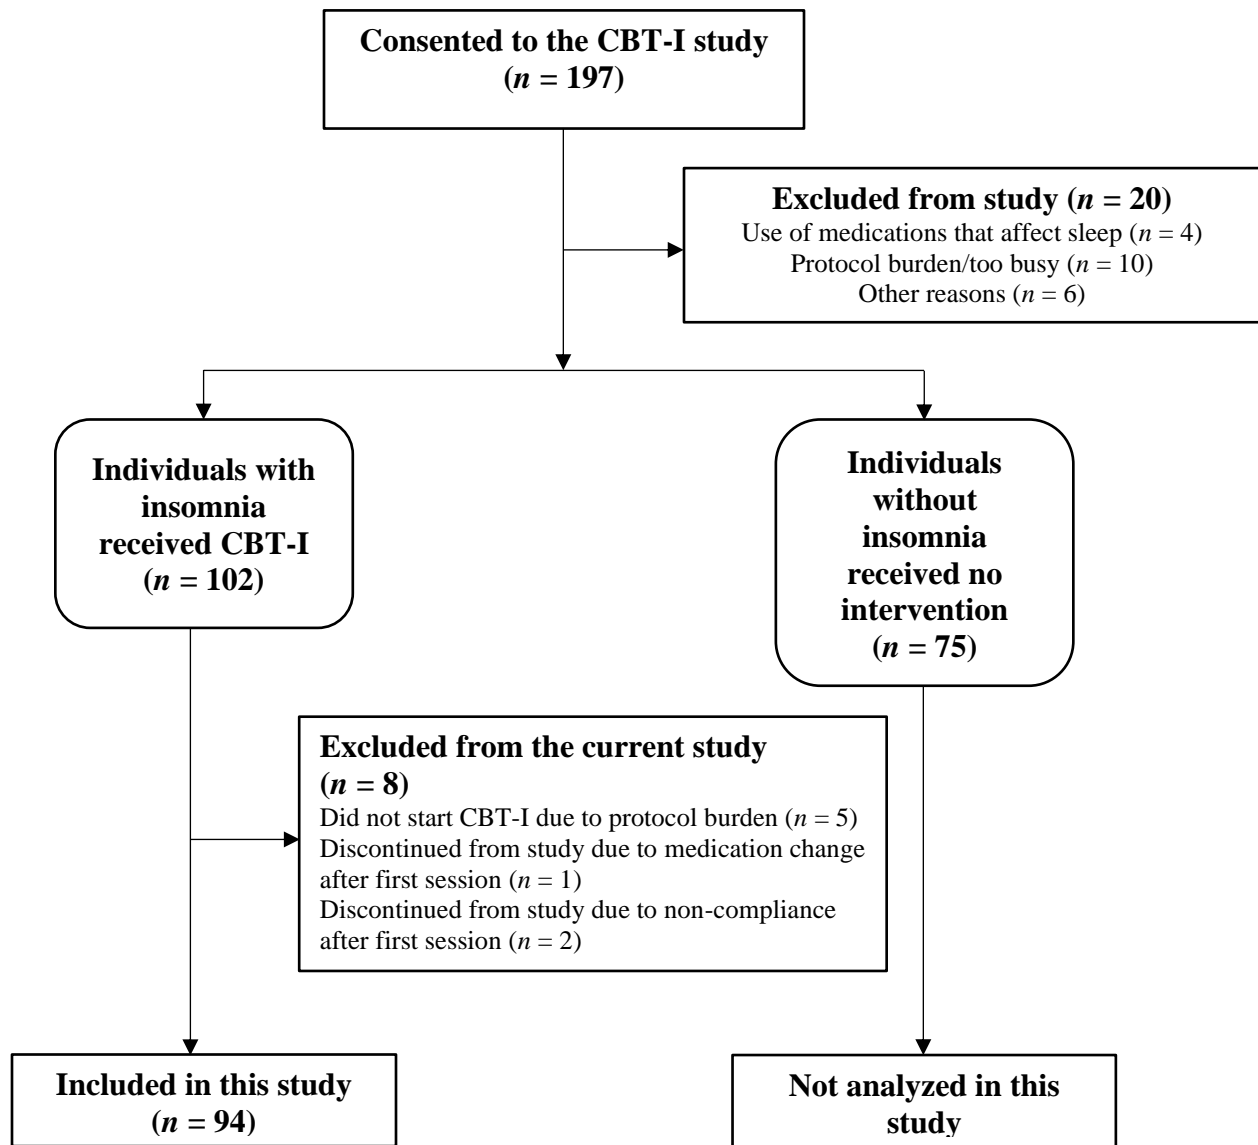 Consented to the CBT-I study
(n = 197)
Excluded from study (n = 20)
Use of medications that affect sleep (n = 4)
Protocol burden/too busy (n = 10)
Other reasons (n = 6)
Individuals with
insomnia
received CBT-I
(n = 102)
Individuals
without
insomnia
received no
intervention
(n = 75)
Excluded from the current study
(n = 8)
Did not start CBT-I due to protocol burden (n = 5)
Discontinued from study due to medication change
after first session (n = 1)
Discontinued from study due to non-compliance
after first session (n = 2)
Included in this study
(n = 94)
Not analyzed in this
study